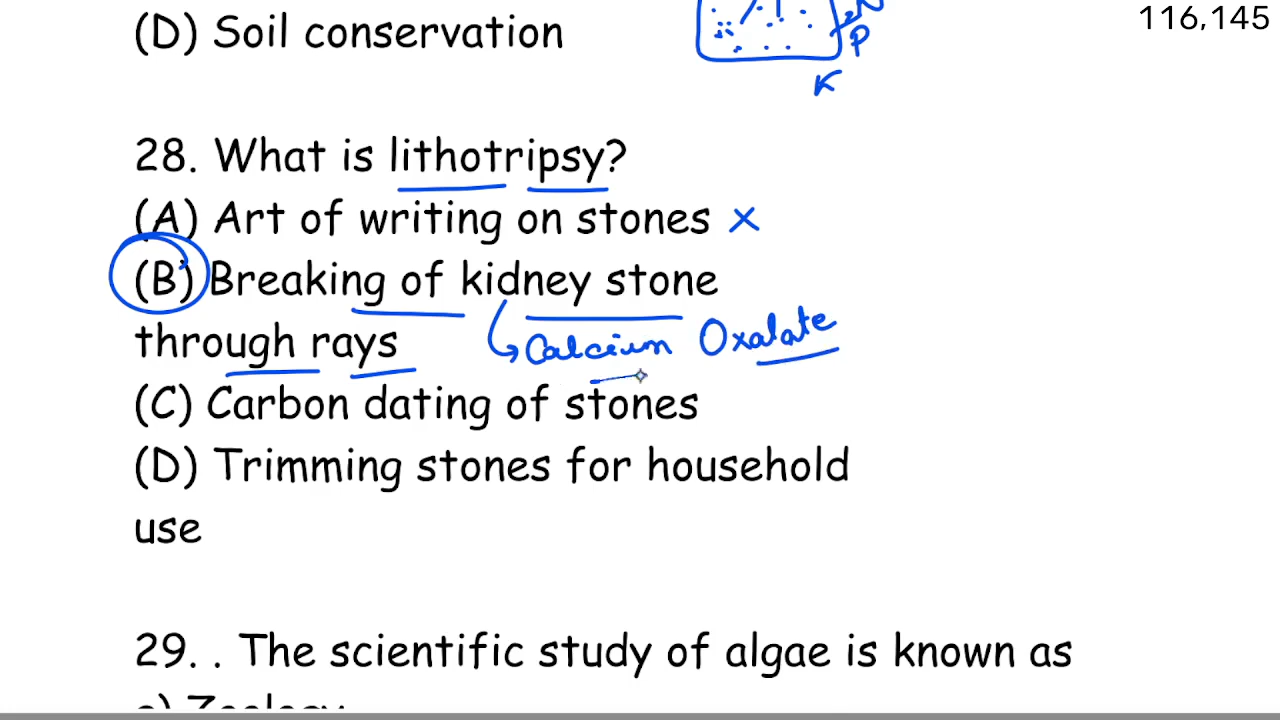 116,145
(D) Soil conservation
N
P
K
28. What is lithotripsy?
(A) Art of writing on stones x
(B) Breaking of kidney stone
through rays
Calcium Oxalate
(C) Carbon dating of stones
(D) Trimming stones for household
use
29. . The scientific study of algae is known as
a) Zoology